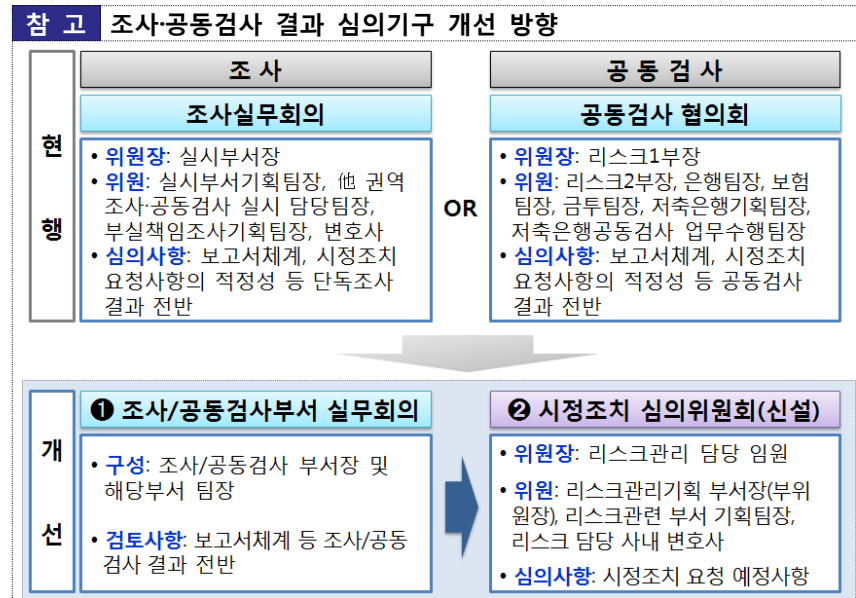 참 고 조사·공동검사 결과 심의기구 개선 방향
현
행
조 사
조사실무회의
• 위원장: 실시부서장
• 위원: 실시부서기획팀장, 他 권역
조사·공동검사 실시 담당팀장,
부실책임조사기획팀장, 변호사
• 심의사항: 보고서체계, 시정조치
요청사항의 적정성 등 단독조사
결과 전반
OR
공 동 검 사
공동검사 협의회
• 위원장: 리스크1부장
• 위원: 리스크2부장, 은행팀장, 보험
팀장, 금투팀장, 저축은행기획팀장,
저축은행공동검사 업무수행팀장
• 심의사항: 보고서체계, 시정조치
요청사항의 적정성 등 공동검사
결과 전반
개
선
❶ 조사/공동검사부서 실무회의
• 구성: 조사/공동검사 부서장 및
해당부서 팀장
• 검토사항: 보고서체계 등 조사/공동
검사 결과 전반
❷ 시정조치 심의위원회(신설)
• 위원장: 리스크관리 담당 임원
• 위원: 리스크관리기획 부서장(부위
원장), 리스크관련 부서 기획팀장,
리스크 담당 사내 변호사
• 심의사항: 시정조치 요청 예정사항